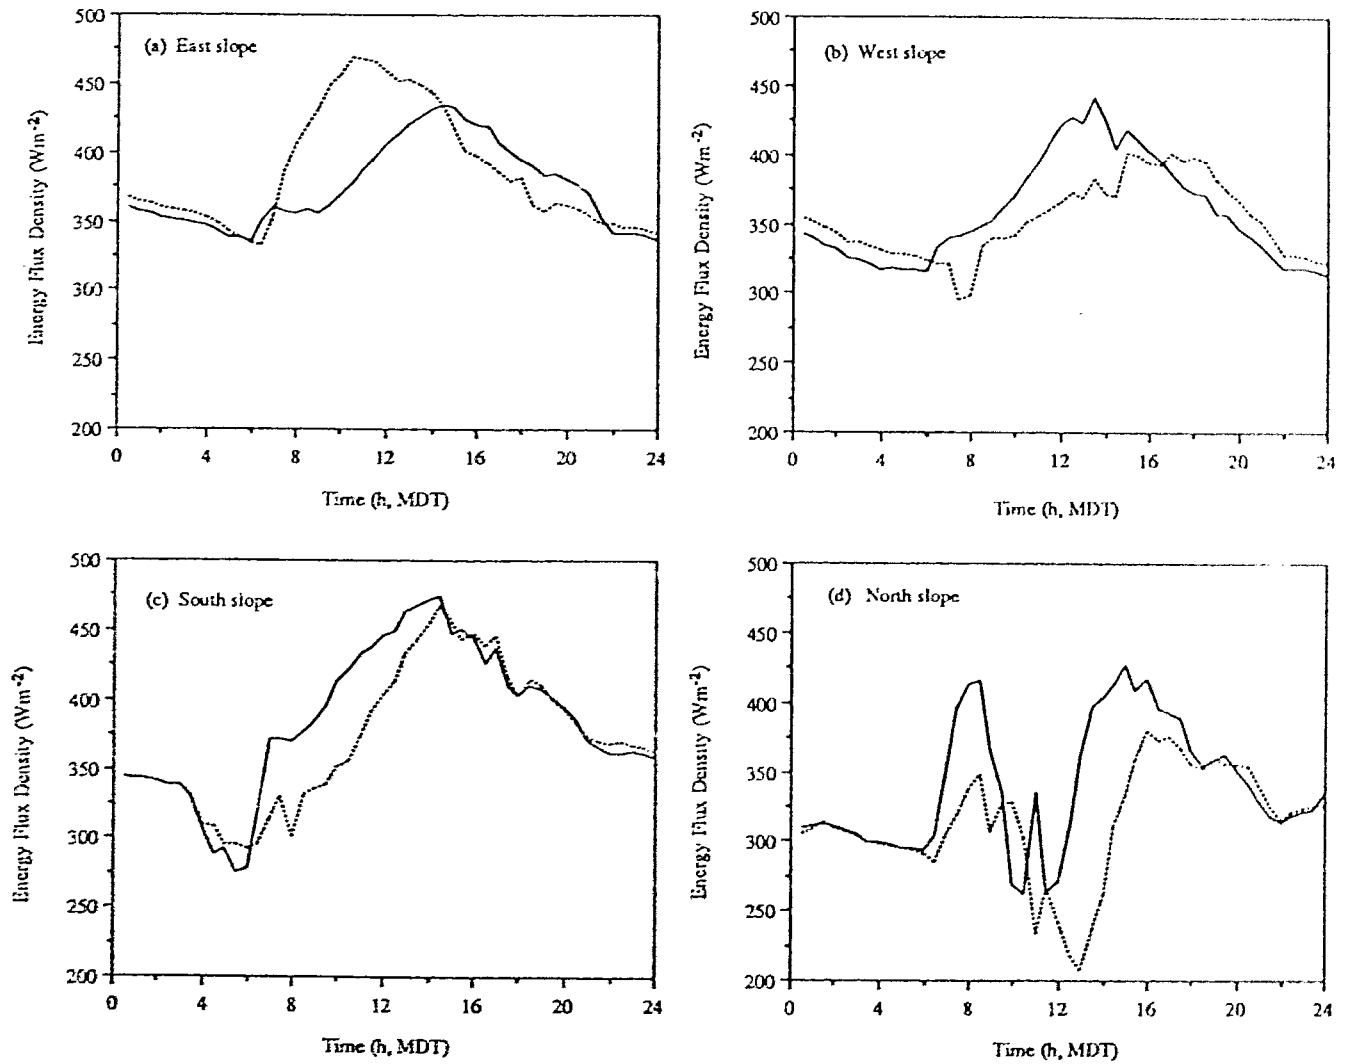 (a) East slope
500
450
400
350
300
250
200
0 4 8 12 16 20 24
Energy Flux Density (Wm-2)
Time (h, MDT)
(b) West slope
500
450
400
350
300
250
200
0 4 8 12 16 20 24
Energy Flux Density (Wm-2)
Time (h, MDT)
(c) South slope
500
450
400
350
300
250
200
0 4 8 12 16 20 24
Energy Flux Density (Wm-2)
Time (h, MDT)
(d) North slope
500
450
400
350
300
250
200
0 4 8 12 16 20 24
Energy Flux Density (Wm-2)
Time (h, MDT)